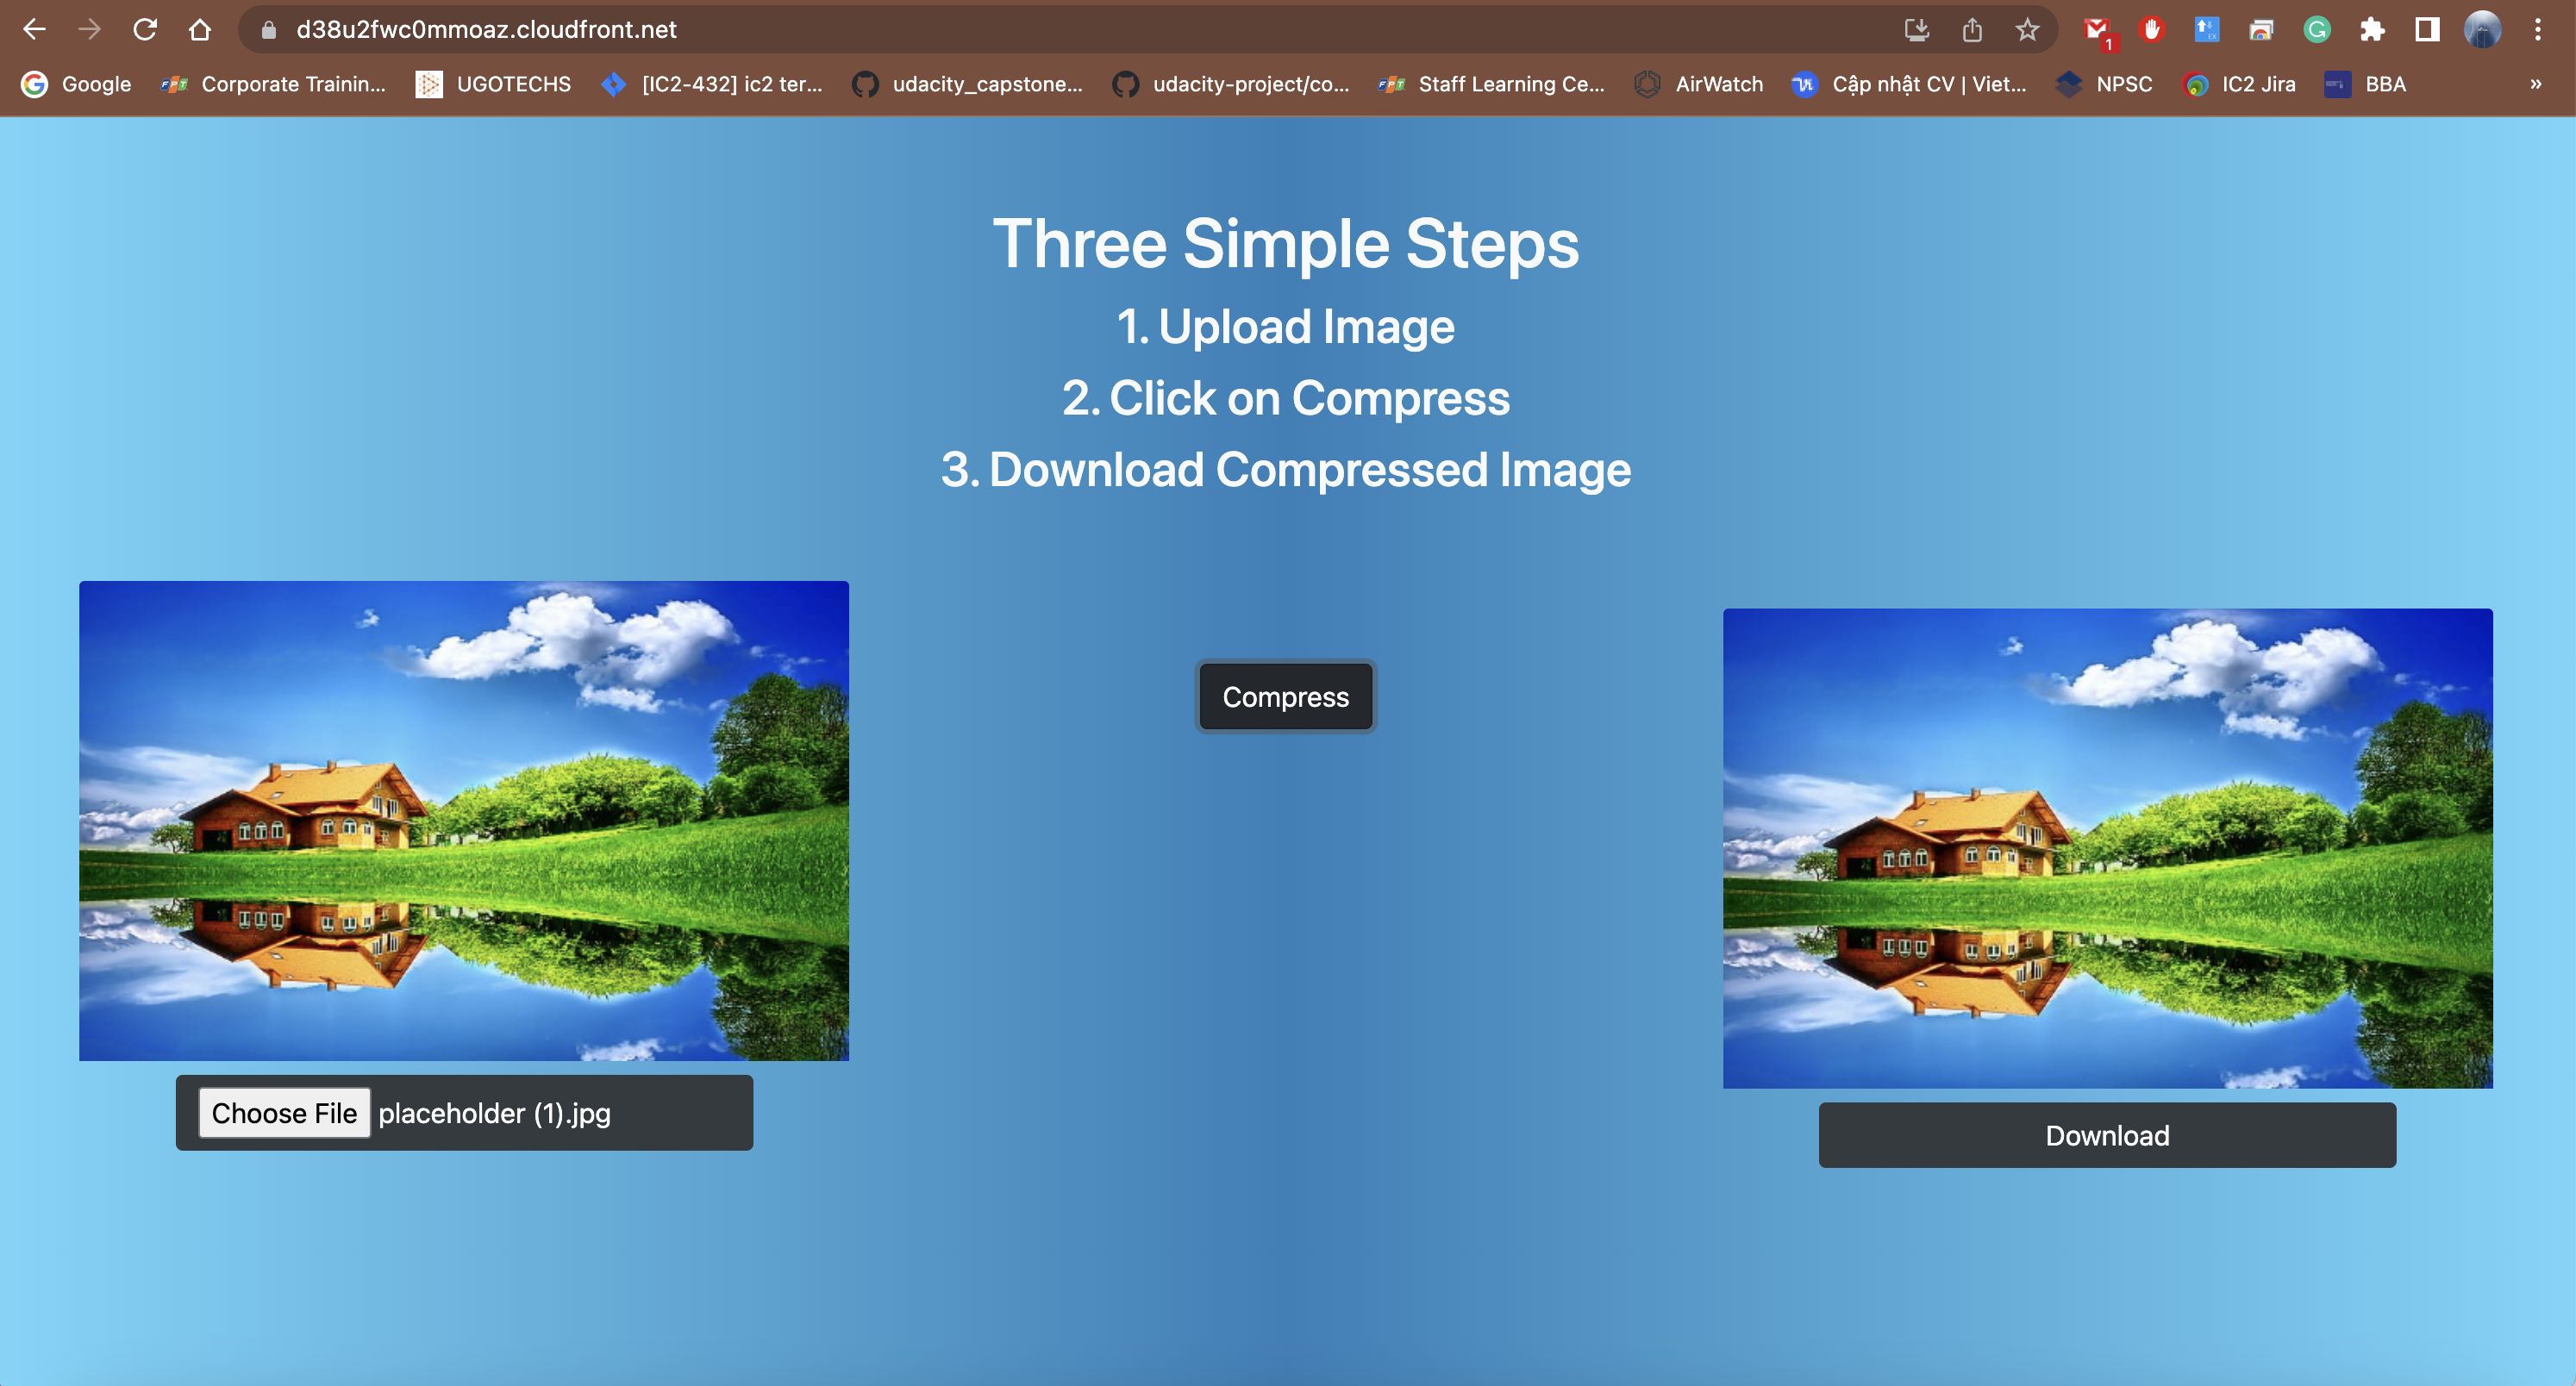 d38u2fwc0mmoaz.cloudfront.net
1
Google
Corporate Trainin...
UGOTECHS
[IC2-432] ic2 ter...
udacity_capstone...
udacity-project/co...
Staff Learning Ce...
AirWatch
Cập nhật CV | Viet...
NPSC
IC2 Jira
BBA
»
Three Simple Steps
1. Upload Image
2. Click on Compress
3. Download Compressed Image
Compress
Choose File placeholder (1).jpg
Download